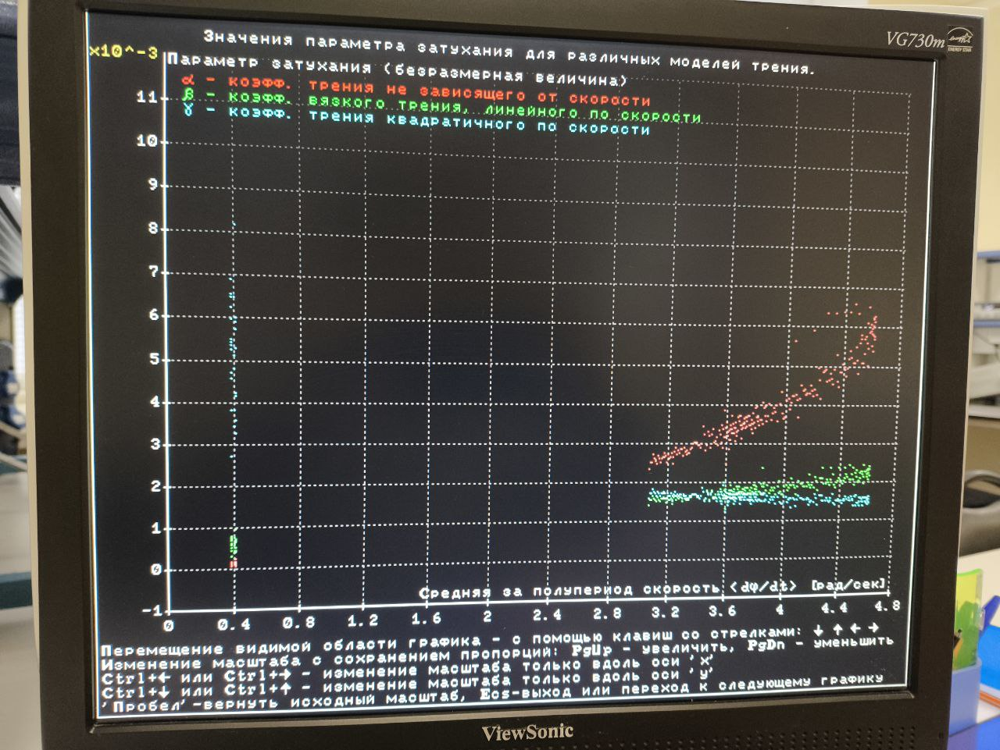 VG730m
ENERGY STAR
Значения параметра затухания для различных моделей трения.
×10^-3
Параметр затухания (безразмерная величина)
α - коэфф. трения не зависящего от скорости
β - коэфф. вязкого трения, линейного по скорости
γ - коэфф. трения квадратичного по скорости
11
10
9
8
7
6
5
4
3
2
1
0
-1
Средняя за полупериод скорость <dφ/dt> [рад/сек]
0 0.4 0.8 1.2 1.6 2 2.4 2.8 3.2 3.6 4 4.4 4.8
Перемещение видимой области графика - с помощью клавиш со стрелками: ↓ ↑ ← →
Изменение масштаба с сохранением пропорций: PgUp - увеличить, PgDn - уменьшить
Ctrl+← или Ctrl+→ - изменение масштаба только вдоль оси 'x'
Ctrl+↓ или Ctrl+↑ - изменение масштаба только вдоль оси 'y'
'Пробел'-вернуть исходный масштаб, Ecs-выход или переход к следующему графику
ViewSonic